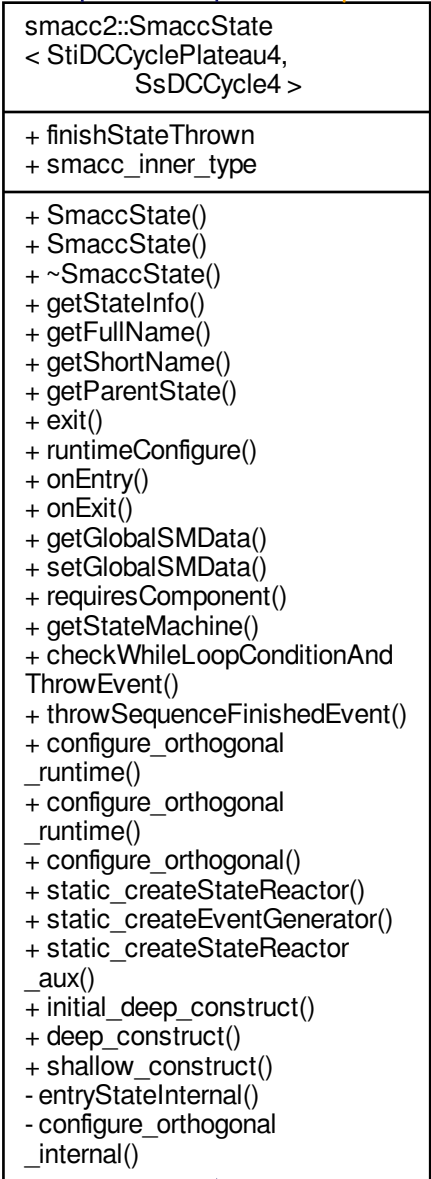 smacc2::SmaccState
< StiDCCyclePlateau4,
SsDCCycle4 >
+ finishStateThrown
+ smacc_inner_type
+ SmaccState()
+ SmaccState()
+ ~SmaccState()
+ getStateInfo()
+ getFullName()
+ getShortName()
+ getParentState()
+ exit()
+ runtimeConfigure()
+ onEntry()
+ onExit()
+ getGlobalSMData()
+ setGlobalSMData()
+ requiresComponent()
+ getStateMachine()
+ checkWhileLoopConditionAnd
ThrowEvent()
+ throwSequenceFinishedEvent()
+ configure_orthogonal
_runtime()
+ configure_orthogonal
_runtime()
+ configure_orthogonal()
+ static_createStateReactor()
+ static_createEventGenerator()
+ static_createStateReactor
_aux()
+ initial_deep_construct()
+ deep_construct()
+ shallow_construct()
- entryStateInternal()
- configure_orthogonal
_internal()